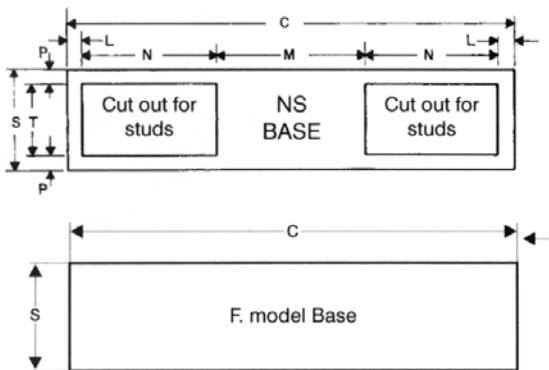 C
L N M N L
P
S T
Cut out for
studs
NS
BASE
Cut out for
studs
P
C
S
F. model Base